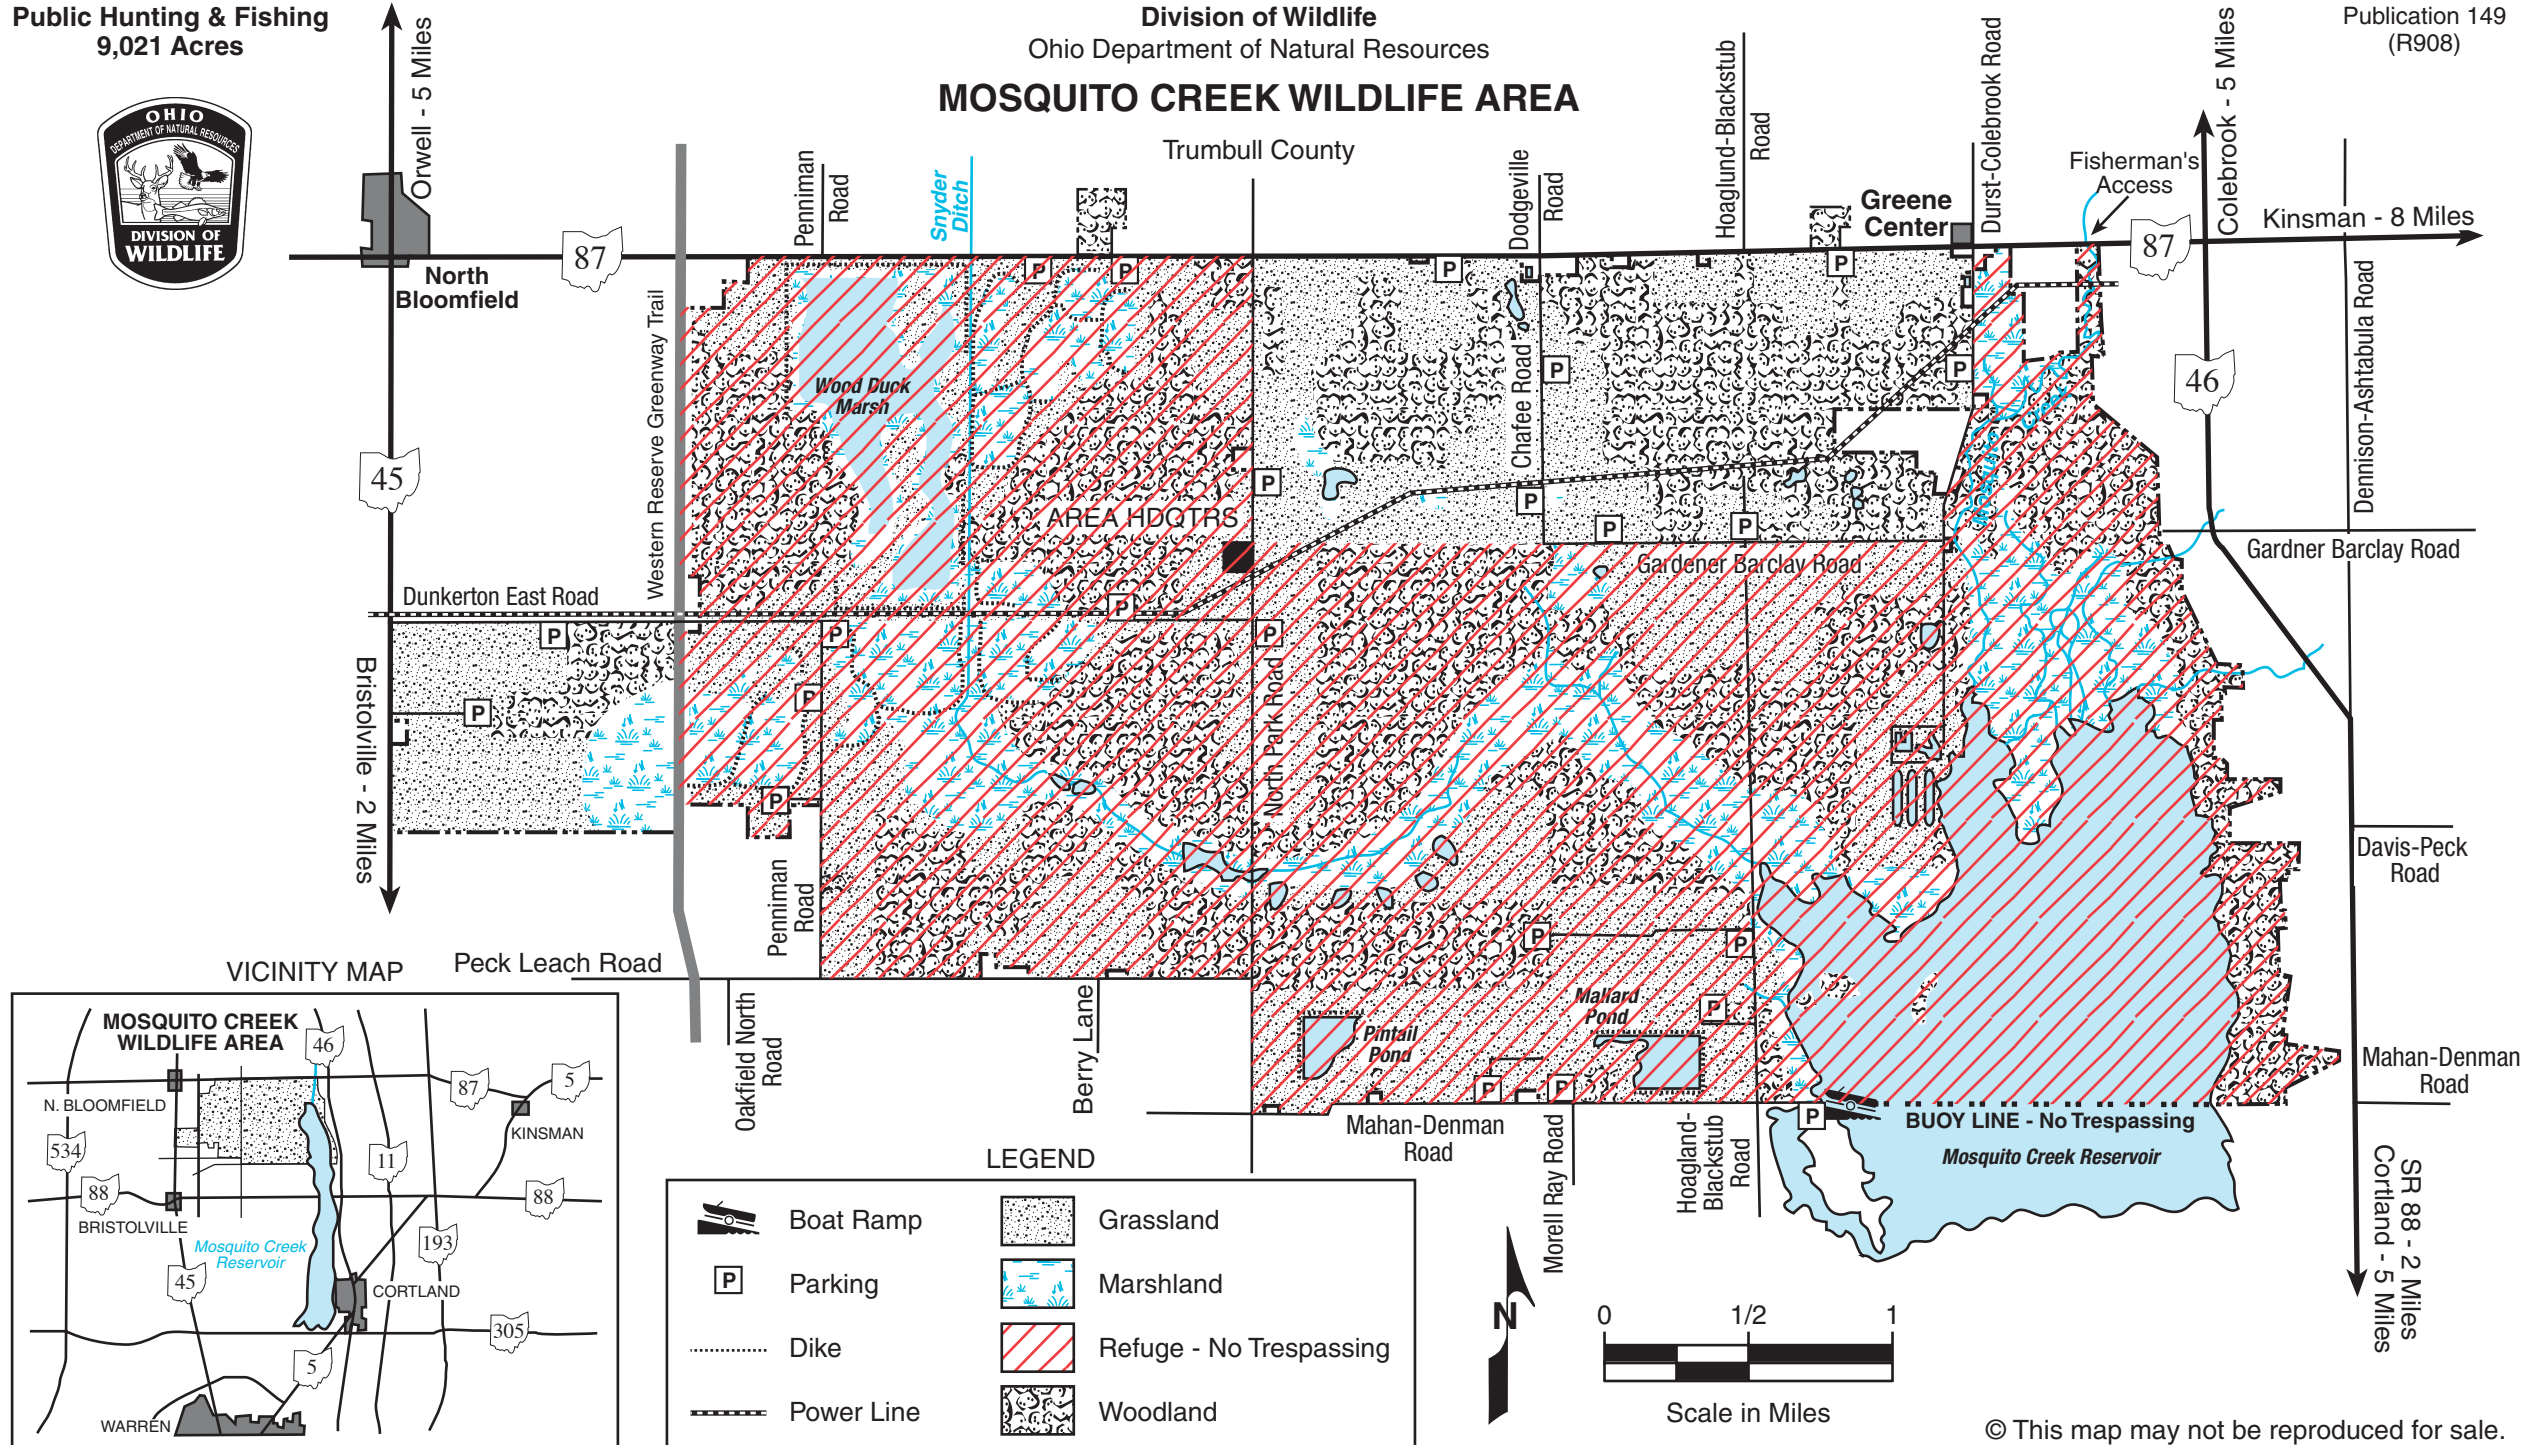 Public Hunting & Fishing
9,021 Acres
Division of Wildlife
Ohio Department of Natural Resources
MOSQUITO CREEK WILDLIFE AREA
Trumbull County
Publication 149
(R908)
OHIO
DEPARTMENT OF NATURAL RESOURCES
DIVISION OF
WILDLIFE
Orwell - 5 Miles
Penniman
Road
Snyder
Ditch
Dodgeville
Road
Hoaglund-Blackstub
Road
Greene
Center
Durst-Colebrook Road
Fisherman's
Access
Colebrook - 5 Miles
Kinsman - 8 Miles
87
87
North
Bloomfield
Western Reserve Greenway Trail
P
P
P
P
Wood Duck
Marsh
Chafee Road
P
P
46
Dennison-Ashtabula Road
45
Mosquito Creek
P
P
P
P
AREA HDQTRS
Gardner Barclay Road
Gardener Barclay Road
Dunkerton East Road
P
P
P
P
P
P
North Park Road
Bristolville - 2 Miles
P
Penniman
Road
Davis-Peck
Road
P
P
Peck Leach Road
Oakfield North
Road
Berry Lane
Mallard
Pond
P
Pintail
Pond
P
P
Mahan-Denman
Road
Mahan-Denman
Road
Morell Ray Road
Hoagland-
Blackstub
Road
P
BUOY LINE - No Trespassing
Mosquito Creek Reservoir
SR 88 - 2 Miles
Cortland - 5 Miles
VICINITY MAP
MOSQUITO CREEK
WILDLIFE AREA
46
87
5
N. BLOOMFIELD
KINSMAN
534
11
88
88
BRISTOLVILLE
Mosquito Creek
Reservoir
193
45
CORTLAND
305
5
WARREN
LEGEND
Boat Ramp
Grassland
P
Parking
Marshland
Dike
Refuge - No Trespassing
Power Line
Woodland
N
0 1/2 1
Scale in Miles
© This map may not be reproduced for sale.